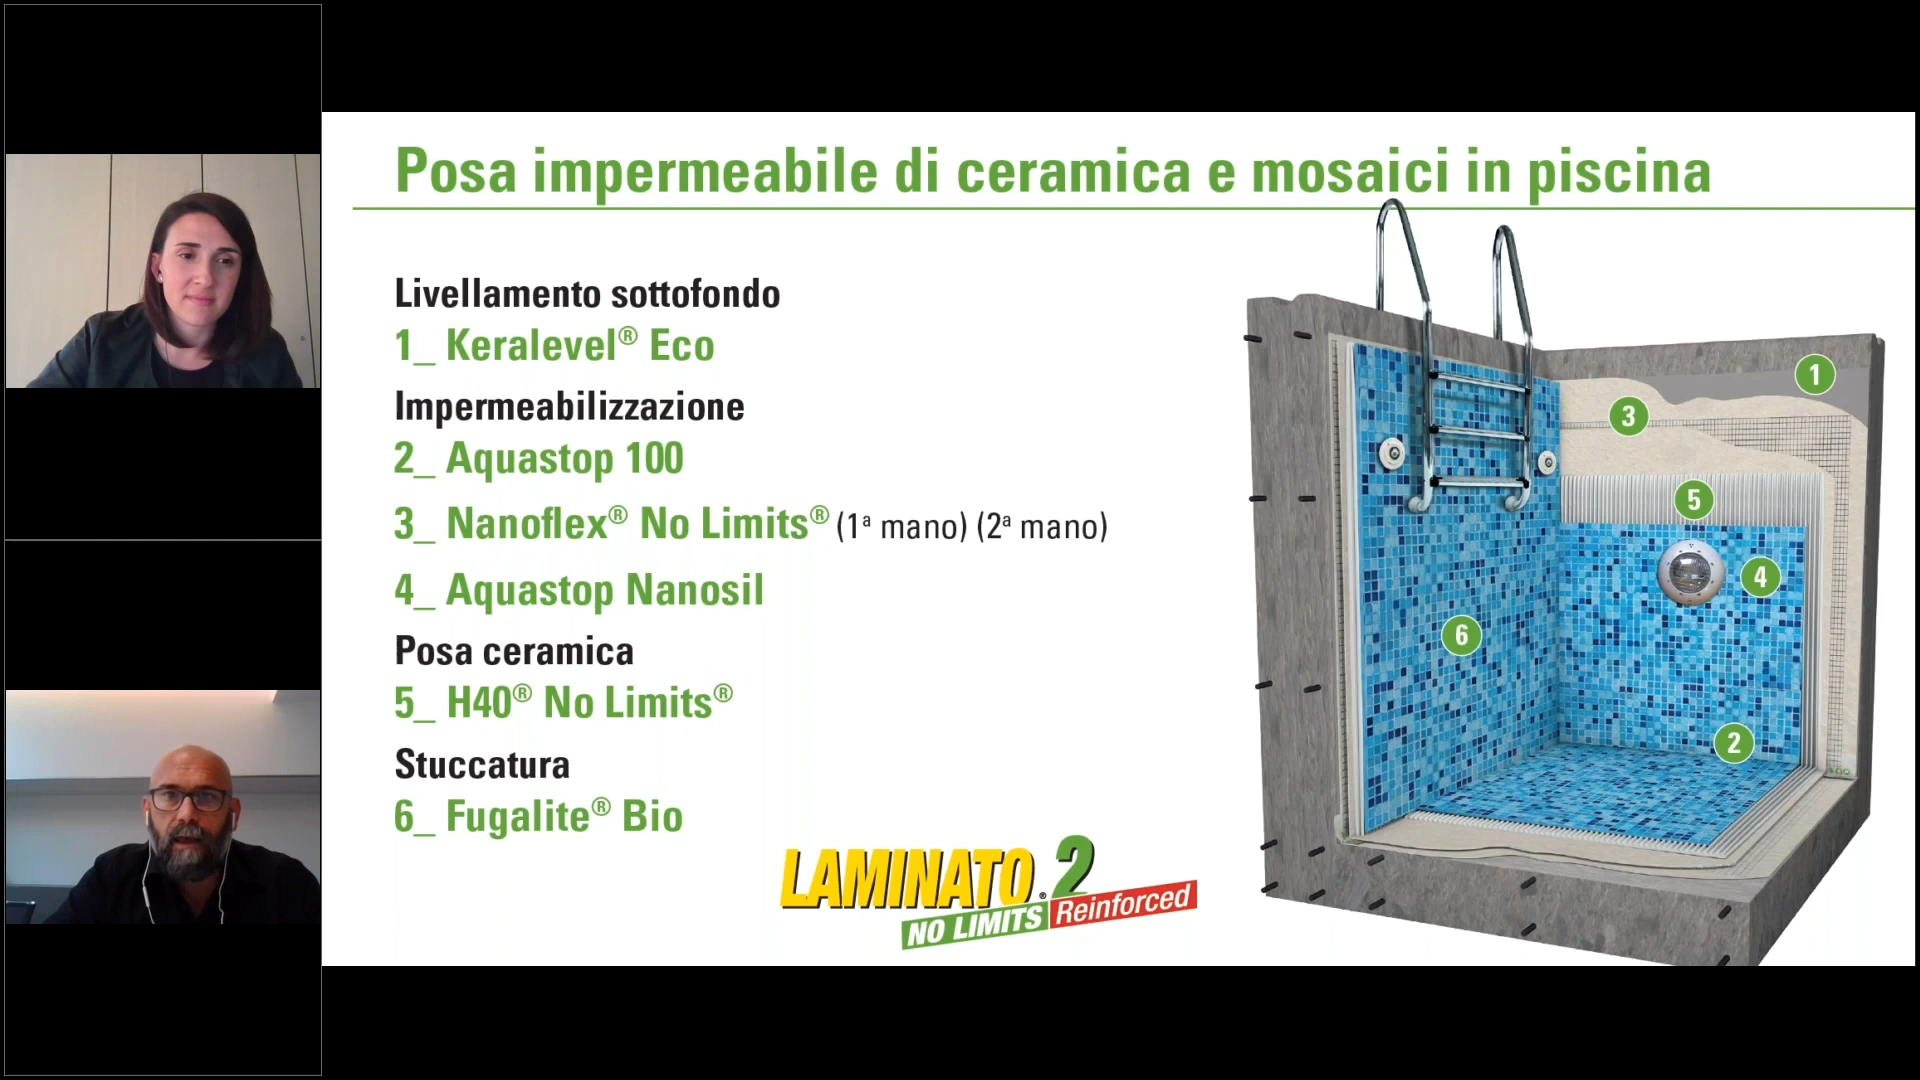 Posa impermeabile di ceramica e mosaici in piscina
Livellamento sottofondo
1_ Keralevel® Eco
Impermeabilizzazione
2_ Aquastop 100
3_ Nanoflex® No Limits® (1ª mano) (2ª mano)
4_ Aquastop Nanosil
Posa ceramica
5_ H40® No Limits®
Stuccatura
6_ Fugalite® Bio
LAMINATO® 2
NO LIMITS Reinforced
1
3
5
4
6
2